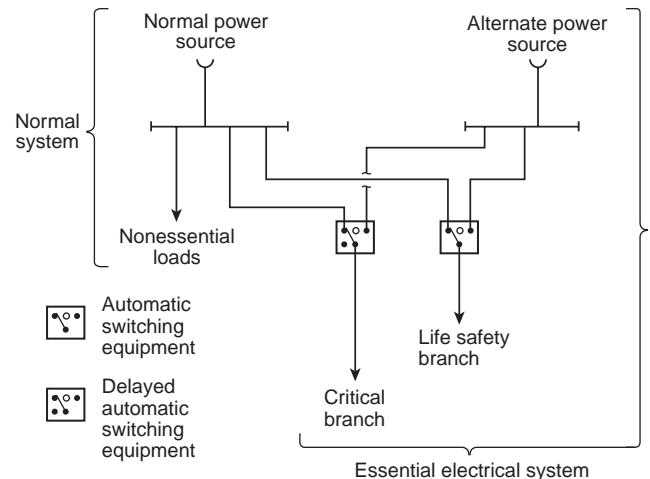 Normal power
source
Alternate power
source
Normal
system
Nonessential
loads
Automatic
switching
equipment
Life safety
branch
Delayed
automatic
switching
equipment
Critical
branch
Essential electrical system